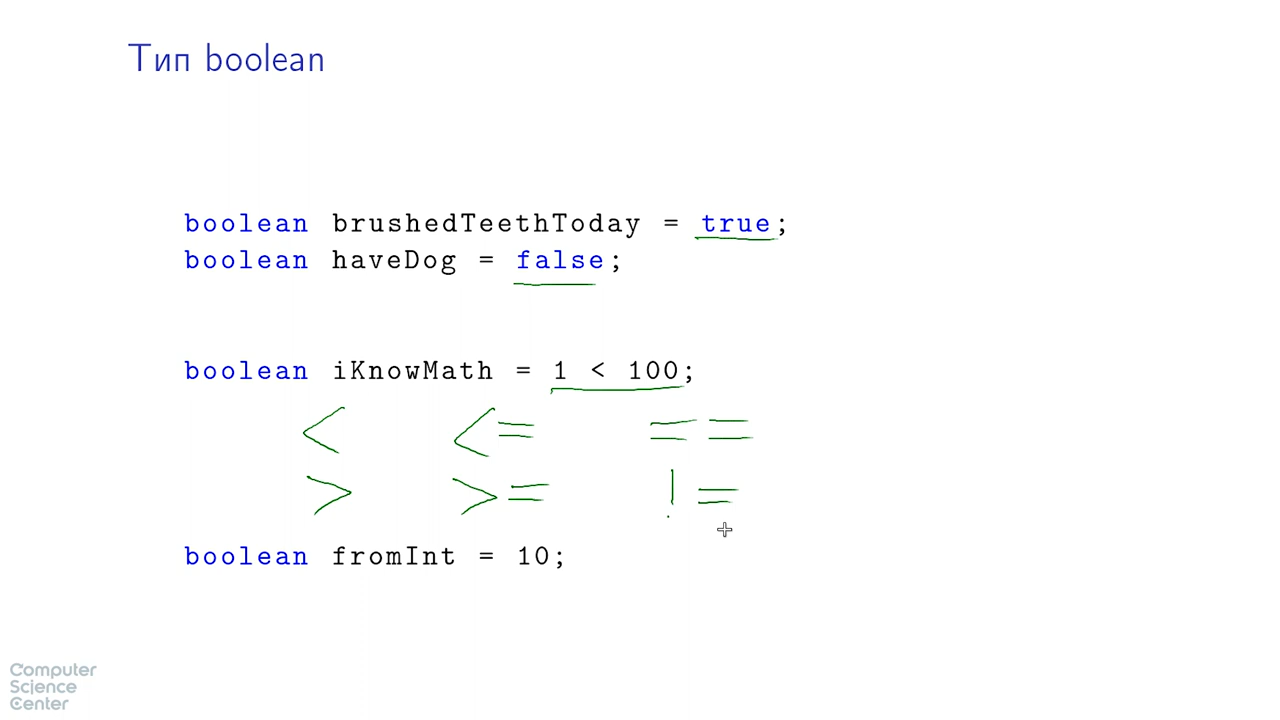 Тип boolean
boolean brushedTeethToday = true;
boolean haveDog = false;
boolean iKnowMath = 1 < 100;
< <= ==
> >= !=
boolean fromInt = 10;
Computer
Science
Center